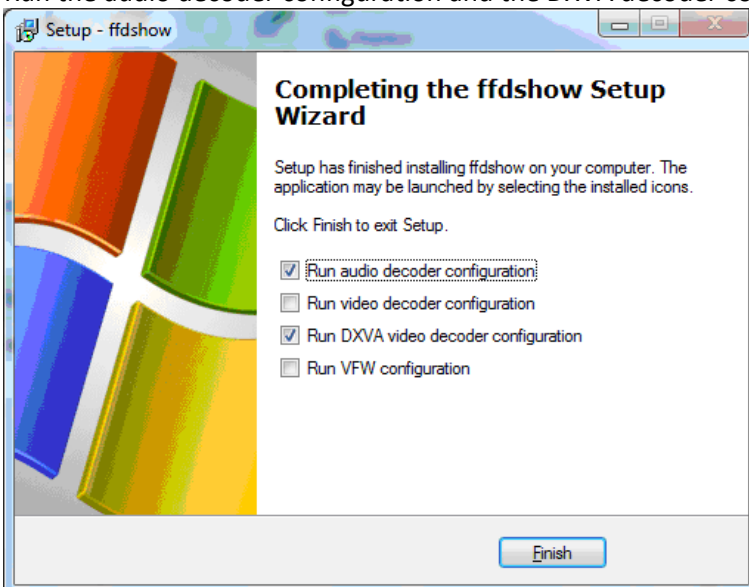 Setup - ffdshow
Completing the ffdshow Setup
Wizard
Setup has finished installing ffdshow on your computer. The
application may be launched by selecting the installed icons.
Click Finish to exit Setup.
Run audio decoder configuration
Run video decoder configuration
Run DXVA video decoder configuration
Run VFW configuration
Finish